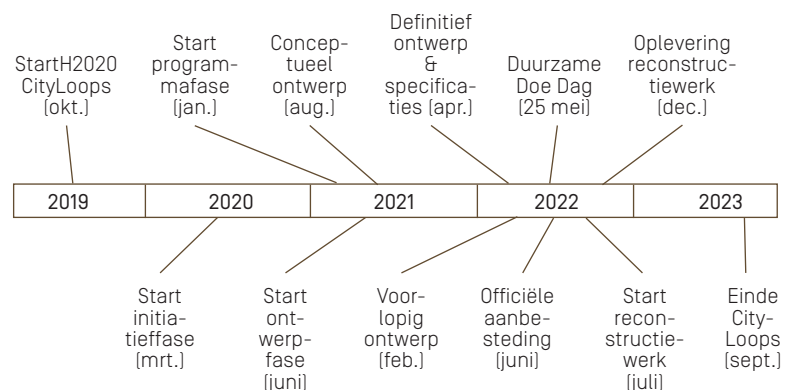 StartH2020
CityLoops
(okt.)
Start
program-
mafase
(jan.)
Concep-
tueel
ontwerp
(aug.)
Definitief
ontwerp
&
specifica-
ties (apr.)
Duurzame
Doe Dag
(25 mei)
Oplevering
reconstruc-
tiewerk
(dec.)
2019
2020
2021
2022
2023
Start
initia-
tieffase
(mrt.)
Start
ont-
werp-
fase
(juni)
Voor-
lopig
ontwerp
(feb.)
Officiële
aanbe-
steding
(juni)
Start
recon-
structie-
werk
(juli)
Einde
City-
Loops
(sept.)